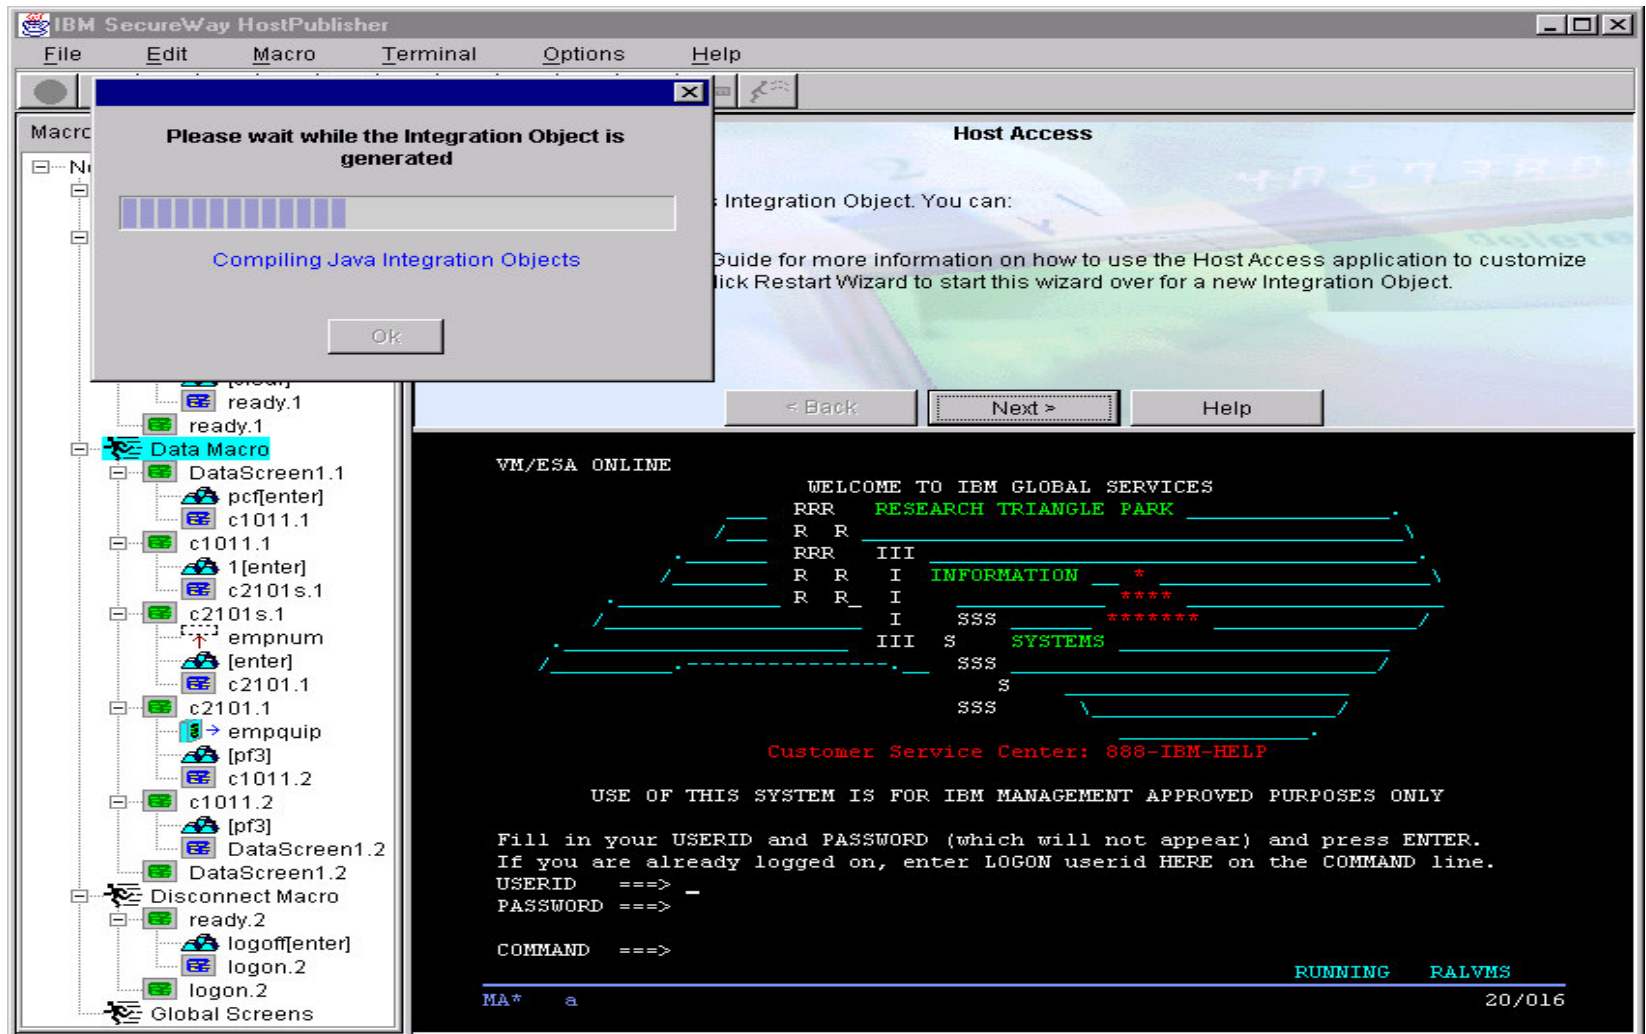 IBM SecureWay HostPublisher
File Edit Macro Terminal Options Help
Please wait while the Integration Object is
generated
Compiling Java Integration Objects
Ok
Host Access
Integration Object. You can:
Guide for more information on how to use the Host Access application to customize
lick Restart Wizard to start this wizard over for a new Integration Object.
< Back Next > Help
ready.1
ready.1
Data Macro
DataScreen1.1
pcf[enter]
c1011.1
c1011.1
1[enter]
c2101s.1
c2101s.1
empnum
[enter]
c2101.1
c2101.1
empquip
[pf3]
c1011.2
c1011.2
[pf3]
DataScreen1.2
DataScreen1.2
Disconnect Macro
ready.2
logoff[enter]
logon.2
logon.2
Global Screens
VM/ESA ONLINE
WELCOME TO IBM GLOBAL SERVICES
RRR RESEARCH TRIANGLE PARK
R R
RRR III
R R I INFORMATION *
R R_ I ****
I SSS *******
III S SYSTEMS
SSS
S
SSS
Customer Service Center: 888-IBM-HELP
USE OF THIS SYSTEM IS FOR IBM MANAGEMENT APPROVED PURPOSES ONLY
Fill in your USERID and PASSWORD (which will not appear) and press ENTER.
If you are already logged on, enter LOGON userid HERE on the COMMAND line.
USERID ===> _
PASSWORD ===>
COMMAND ===>
RUNNING RALVMS
MA* a 20/016